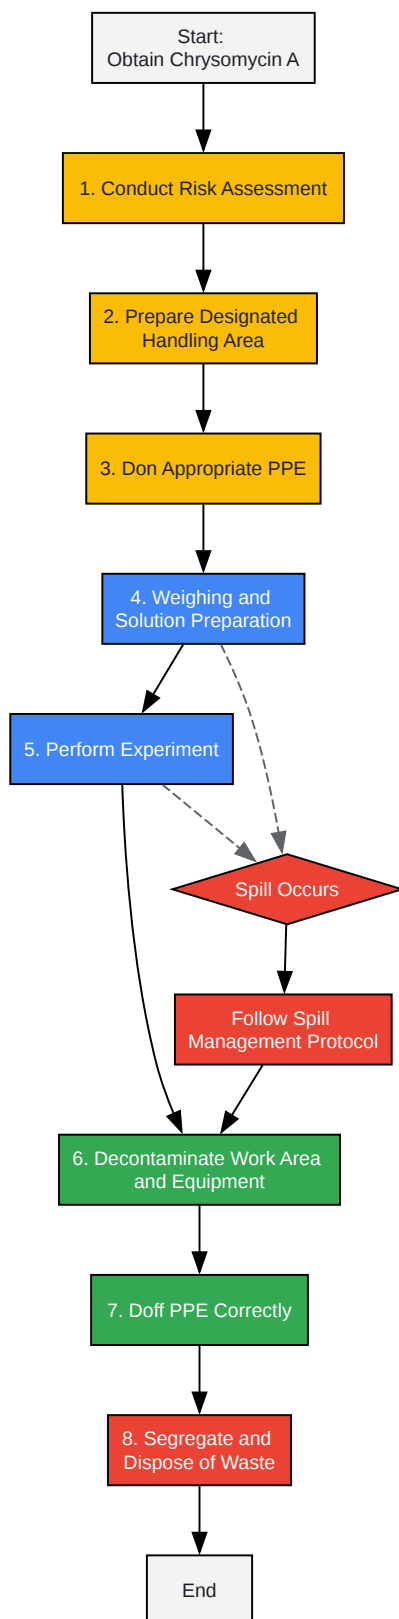 Start:
Obtain Chrysomycin A
1. Conduct Risk Assessment
2. Prepare Designated
Handling Area
3. Don Appropriate PPE
4. Weighing and
Solution Preparation
5. Perform Experiment
Spill Occurs
Follow Spill
Management Protocol
6. Decontaminate Work Area
and Equipment
7. Doff PPE Correctly
8. Segregate and
Dispose of Waste
End